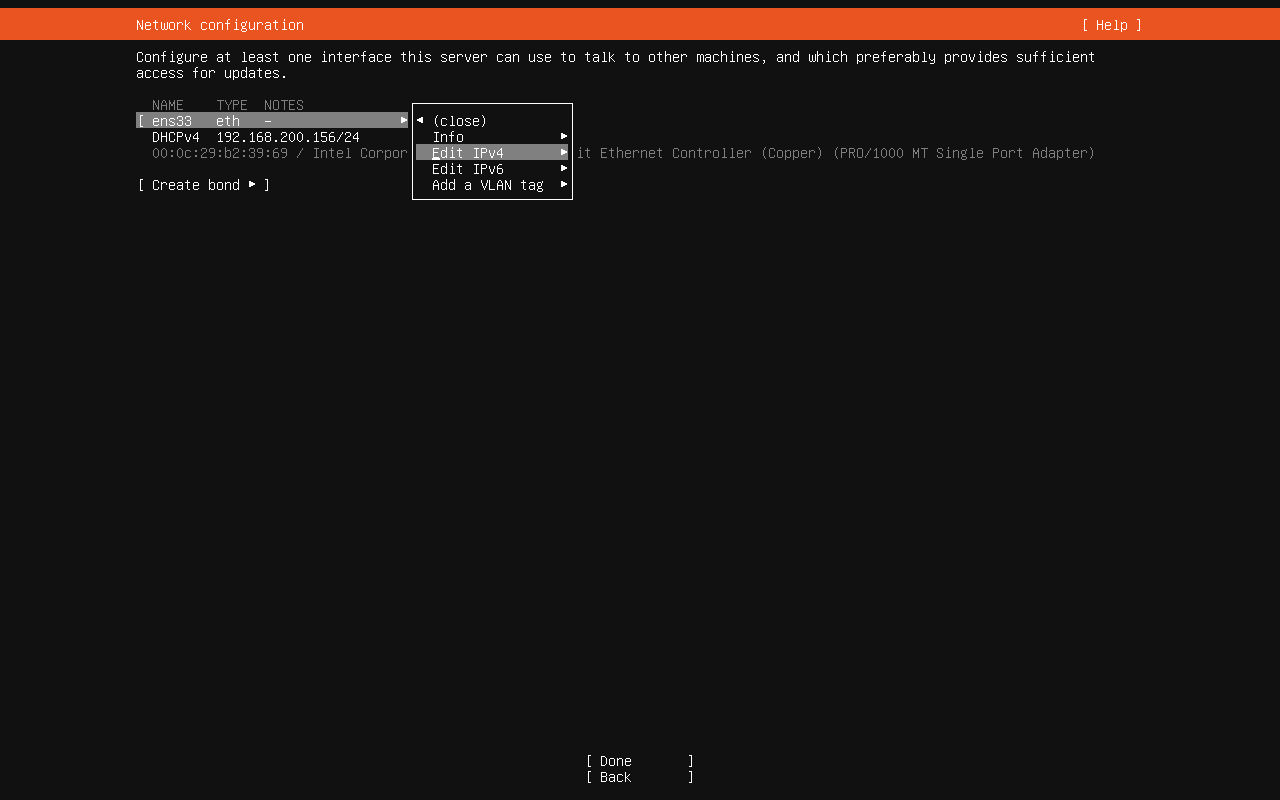 Network configuration [ Help ]
Configure at least one interface this server can use to talk to other machines, and which preferably provides sufficient
access for updates.
NAME TYPE NOTES
[ ens33 eth – ▸
DHCPv4 192.168.200.156/24
00:0c:29:b2:39:69 / Intel Corpor
◂ (close)
Info ▸
Edit IPv4 ▸
Edit IPv6 ▸
Add a VLAN tag ▸
it Ethernet Controller (Copper) (PRO/1000 MT Single Port Adapter)
[ Create bond ▸ ]
[ Done ]
[ Back ]